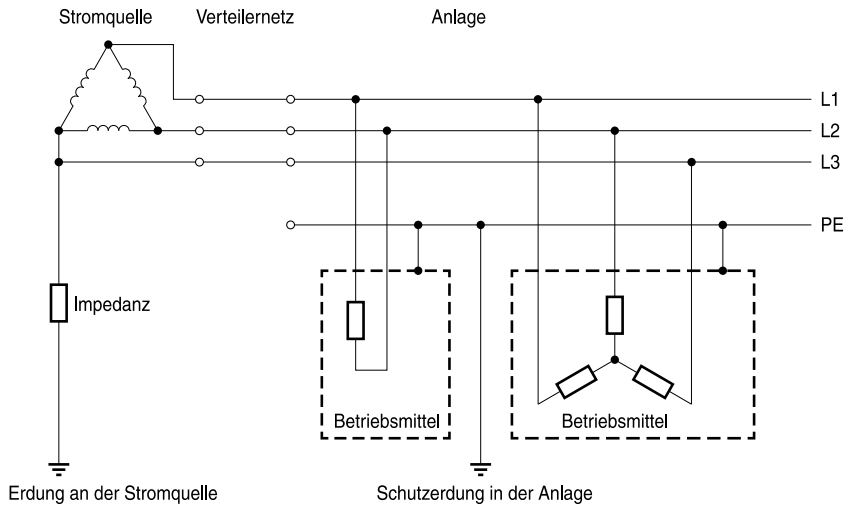 Stromquelle Verteilernetz Anlage
L1
L2
L3
PE
Impedanz
Betriebsmittel Betriebsmittel
Erdung an der Stromquelle Schutzerdung in der Anlage